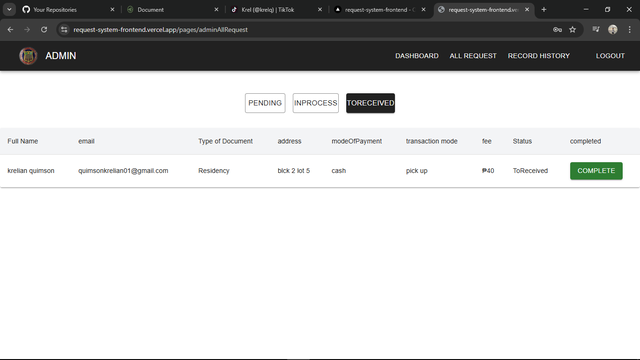 Your Repositories
Document
Krel (@krelq) | TikTok
request-system-frontend
request-system-frontend.ver
request-system-frontend.vercel.app/pages/adminAllRequest
ADMIN
DASHBOARD ALL REQUEST RECORD HISTORY LOGOUT
PENDING INPROCESS TORECEIVED
Full Name email Type of Document address modeOfPayment transaction mode fee Status completed
krelian quimson quimsonkrelian01@gmail.com Residency blck 2 lot 5 cash pick up ₱40 ToReceived COMPLETE